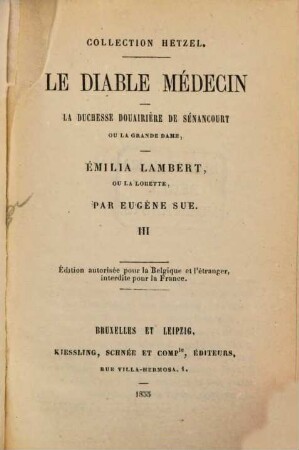 COLLECTION HETZEL.
LE DIABLE MÉDECIN
LA DUCHESSE DOUAIRIÈRE DE SÉNANCOURT
OU LA GRANDE DAME,
ÉMILIA LAMBERT,
OU LA LORETTE,
PAR EUGÈNE SUE.
III
Édition autorisée pour la Belgique et l'étranger,
interdite pour la France.
BRUXELLES ET LEIPZIG,
KIESSLING, SCHNÉE ET COMPie, ÉDITEURS,
RUE VILLA-HERMOSA, 1.
1855